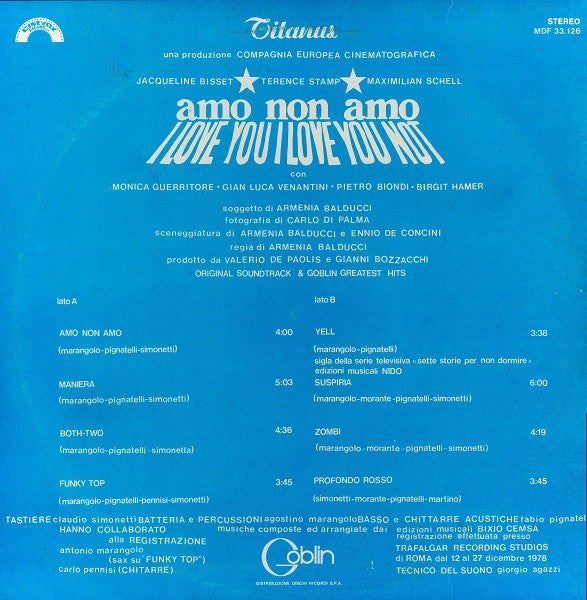 CINEVOX RECORD
Titanus
STEREO
MDF 33.126
una produzione COMPAGNIA EUROPEA CINEMATOGRAFICA
JACQUELINE BISSET ★ TERENCE STAMP ★ MAXIMILIAN SCHELL
amo non amo
I LOVE YOU I LOVE YOU NOT
con
MONICA GUERRITORE - GIAN LUCA VENANTINI - PIETRO BIONDI - BIRGIT HAMER
soggetto di ARMENIA BALDUCCI
fotografia di CARLO DI PALMA
sceneggiatura di ARMENIA BALDUCCI e ENNIO DE CONCINI
regia di ARMENIA BALDUCCI
prodotto da VALERIO DE PAOLIS e GIANNI BOZZACCHI
ORIGINAL SOUNDTRACK & GOBLIN GREATEST HITS
lato A
AMO NON AMO 4:00
(marangolo-pignatelli-simonetti)
MANIERA 5:03
(marangolo-pignatelli-simonetti)
BOTH-TWO 4:36
(marangolo-pignatelli-simonetta)
FUNKY TOP 3:45
(marangolo-pignatelli-pennisi-simonetti)
lato B
YELL 3:38
(marangolo-pignatelli)
sigla della serie televisiva «sette storie per non dormire»
edizioni musicali NIDO
SUSPIRIA 6:00
(marangolo-morante-pignatelli-simonetti)
ZOMBI 4:19
(marangolo-morante-pignatelli-simonetti)
PROFONDO ROSSO 3:45
(simonetti-morante-pignatelli-martino)
TASTIERE claudio simonetti BATTERIA e PERCUSSIONI agostino marangolo BASSO e CHITTARRE ACUSTICHE fabio pignatel
HANNO COLLABORATO
alla REGISTRAZIONE
antonio marangolo
(sax su "FUNKY TOP")
carlo pennisi (CHITARRE)
musiche composte ed arrangiate dai
Goblin
DISTRIBUZIONE DISCHI RICORDI S.P.A.
edizioni musicali BIXIO CEMSA
registrazione effettuata presso
TRAFALGAR RECORDING STUDIOS
di ROMA dal 12 al 27 dicembre 1978
TECNICO DEL SUONO giorgio agazzi